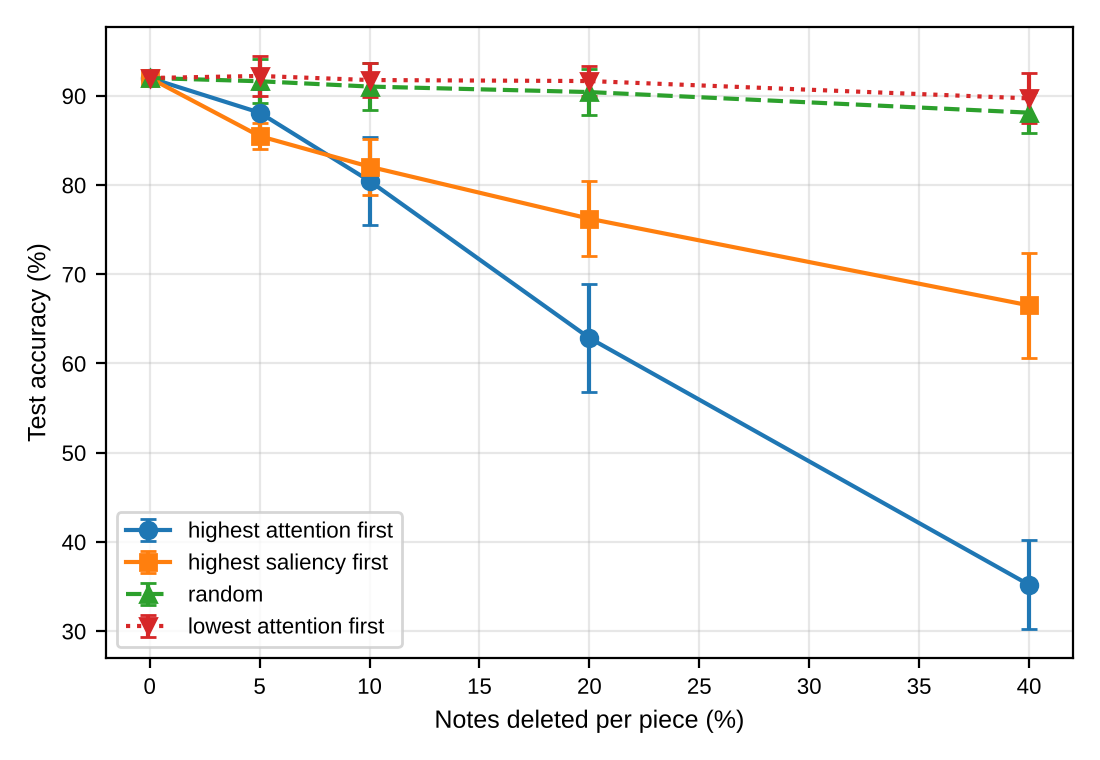 90
80
70
60
50
40
30
Test accuracy (%)
highest attention first
highest saliency first
random
lowest attention first
0 5 10 15 20 25 30 35 40
Notes deleted per piece (%)